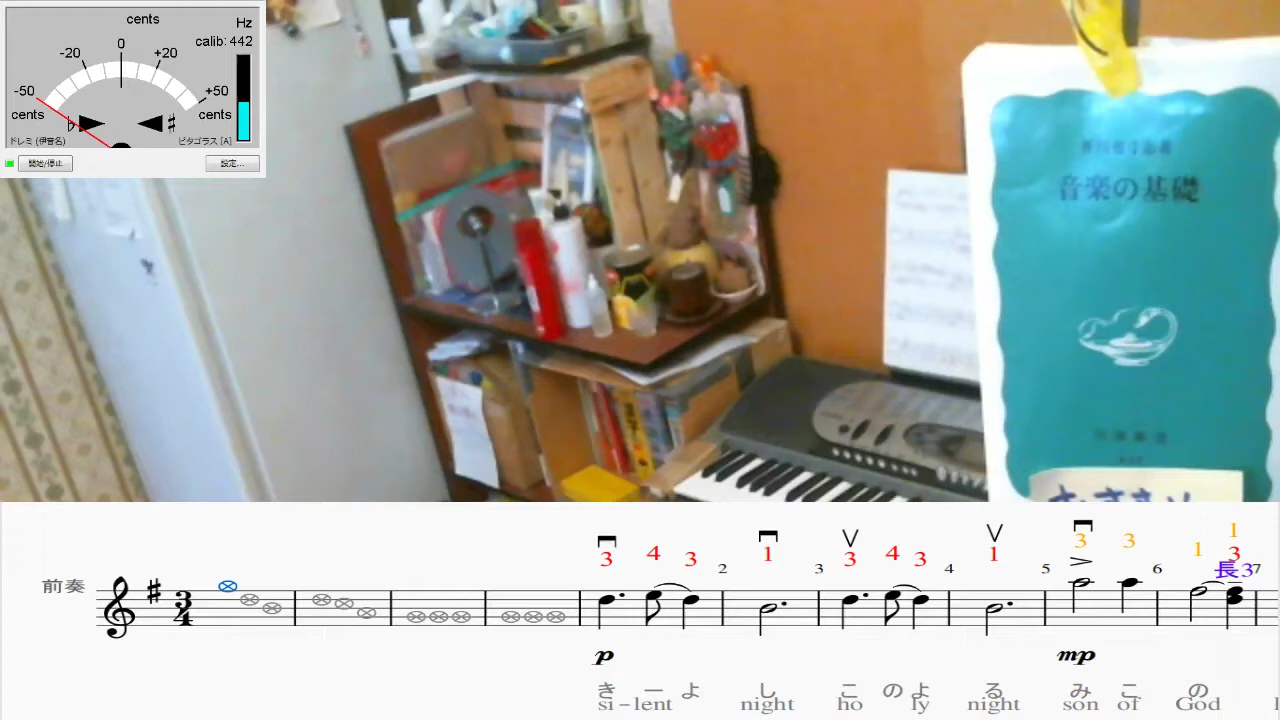 cents
Hz
calib: 442
-50 -20 0 +20 +50
cents cents
ドレミ (伊音名) ピタゴラス [A]
開始/停止 設定...
音楽の基礎
前奏
3 4 3 1 3 4 3 1 3 3 1 1
3
長3
2 3 4 5 6 7
3
4
p mp
き ー よ し こ の よ る み こ の
si – lent night ho ly night son of God